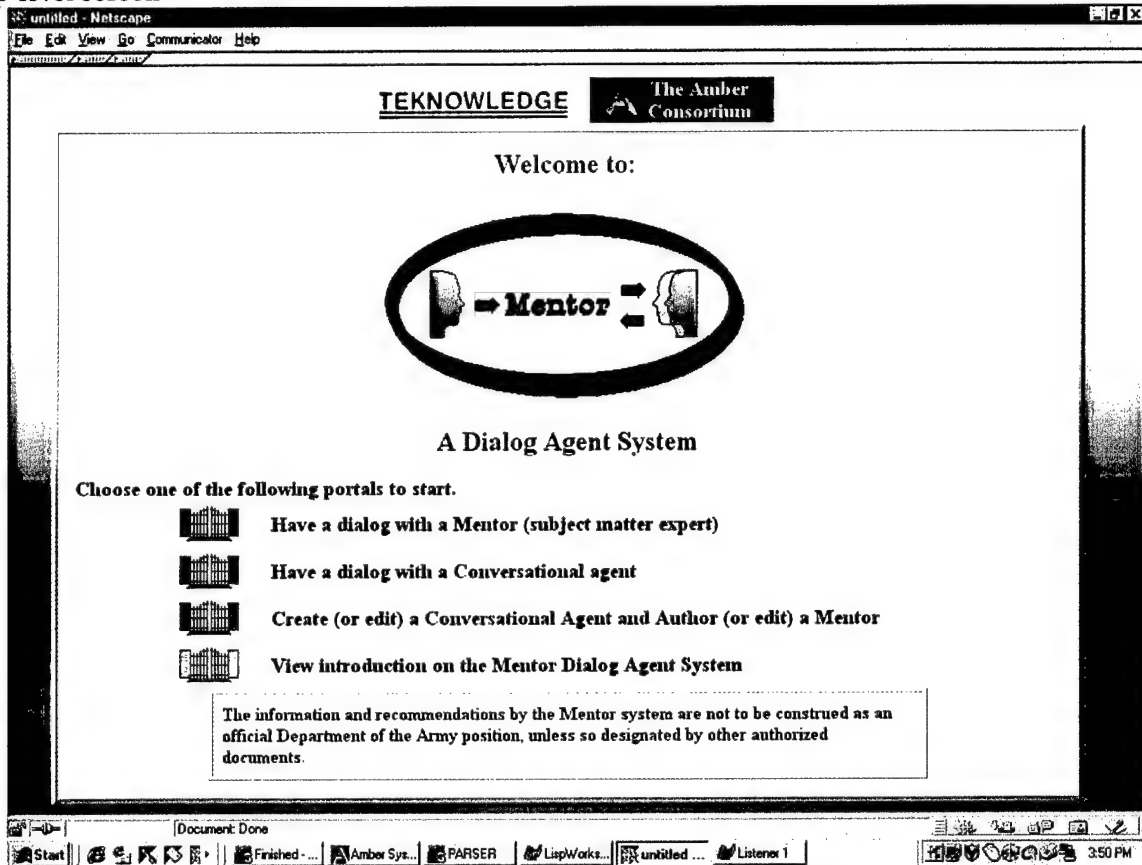 untitled - Netscape
File Edit View Go Communicator Help
TEKNOWLEDGE
The Amber
Consortium
Welcome to:
Mentor
A Dialog Agent System
Choose one of the following portals to start.
Have a dialog with a Mentor (subject matter expert)
Have a dialog with a Conversational agent
Create (or edit) a Conversational Agent and Author (or edit) a Mentor
View introduction on the Mentor Dialog Agent System
The information and recommendations by the Mentor system are not to be construed as an
official Department of the Army position, unless so designated by other authorized
documents.
Document: Done
Start Finished - ... Amber Sys... PARSER LispWorks... untitled ... Listener 1 3:50 PM